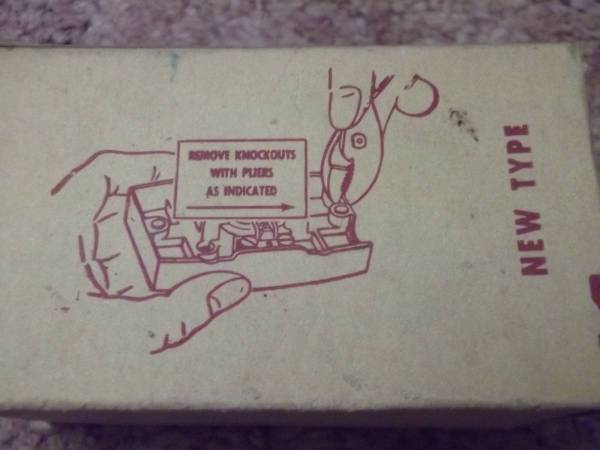 REMOVE KNOCKOUTS
WITH PLIERS
AS INDICATED
NEW TYPE